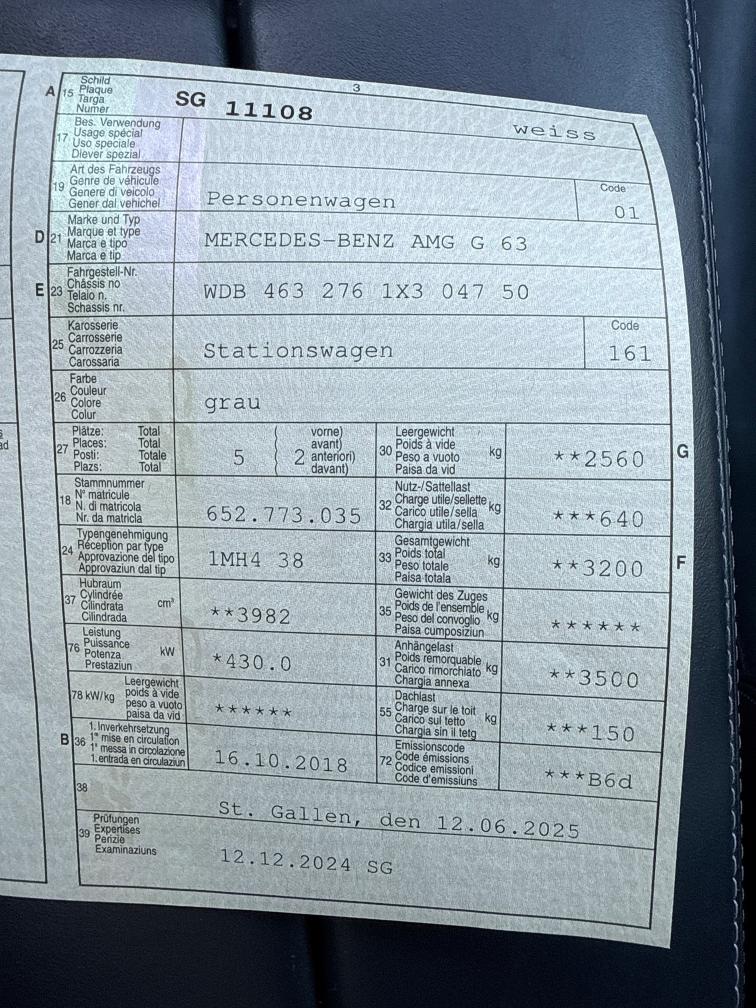 3
A 15 Schild
Plaque
Targa
Numer
SG 11108
weiss
17 Bes. Verwendung
Usage spécial
Uso speciale
Diever spezial
19 Art des Fahrzeugs
Genre de véhicule
Genere di veicolo
Gener dal vehichel
Personenwagen
Code
01
D 21 Marke und Typ
Marque et type
Marca e tipo
Marca e tip
MERCEDES-BENZ AMG G 63
E 23 Fahrgestell-Nr.
Châssis no
Telaio n.
Schassis nr.
WDB 463 276 1X3 047 50
25 Karosserie
Carrosserie
Carrozzeria
Carossaria
Stationswagen
Code
161
26 Farbe
Couleur
Colore
Colur
grau
27 Plätze: Total
Places: Total
Posti: Totale
Plazs: Total
5
2
vorne)
avant)
anteriori)
davant)
30 Leergewicht
Poids à vide
Peso a vuoto
Paisa da vid
kg
**2560
G
18 Stammnummer
N° matricule
N. di matricola
Nr. da matricla
652.773.035
32 Nutz-/Sattellast
Charge utile/sellette
Carico utile/sella
Chargia utila/sella
kg
***640
24 Typengenehmigung
Réception par type
Approvazione del tipo
Approvaziun dal tip
1MH4 38
33 Gesamtgewicht
Poids total
Peso totale
Paisa totala
kg
**3200
F
37 Hubraum
Cylindrée
Cilindrata
Cilindrada
cm³
**3982
35 Gewicht des Zuges
Poids de l'ensemble
Peso del convoglio
Paisa cumposiziun
kg
******
76 Leistung
Puissance
Potenza
Prestaziun
kW
*430.0
31 Anhängelast
Poids remorquable
Carico rimorchiato
Chargia annexa
kg
**3500
78 kW/kg
Leergewicht
poids à vide
peso a vuoto
paisa da vid
******
55 Dachlast
Charge sur le toit
Carico sul tetto
Chargia sin il tetg
kg
***150
B 36 1. Inverkehrsetzung
1re mise en circulation
1a messa in circolazione
1. entrada en circulaziun
16.10.2018
72 Emissionscode
Code émissions
Codice emissioni
Code d'emissiuns
***B6d
38
St. Gallen, den 12.06.2025
39 Prüfungen
Expertises
Perizie
Examinaziuns
12.12.2024 SG